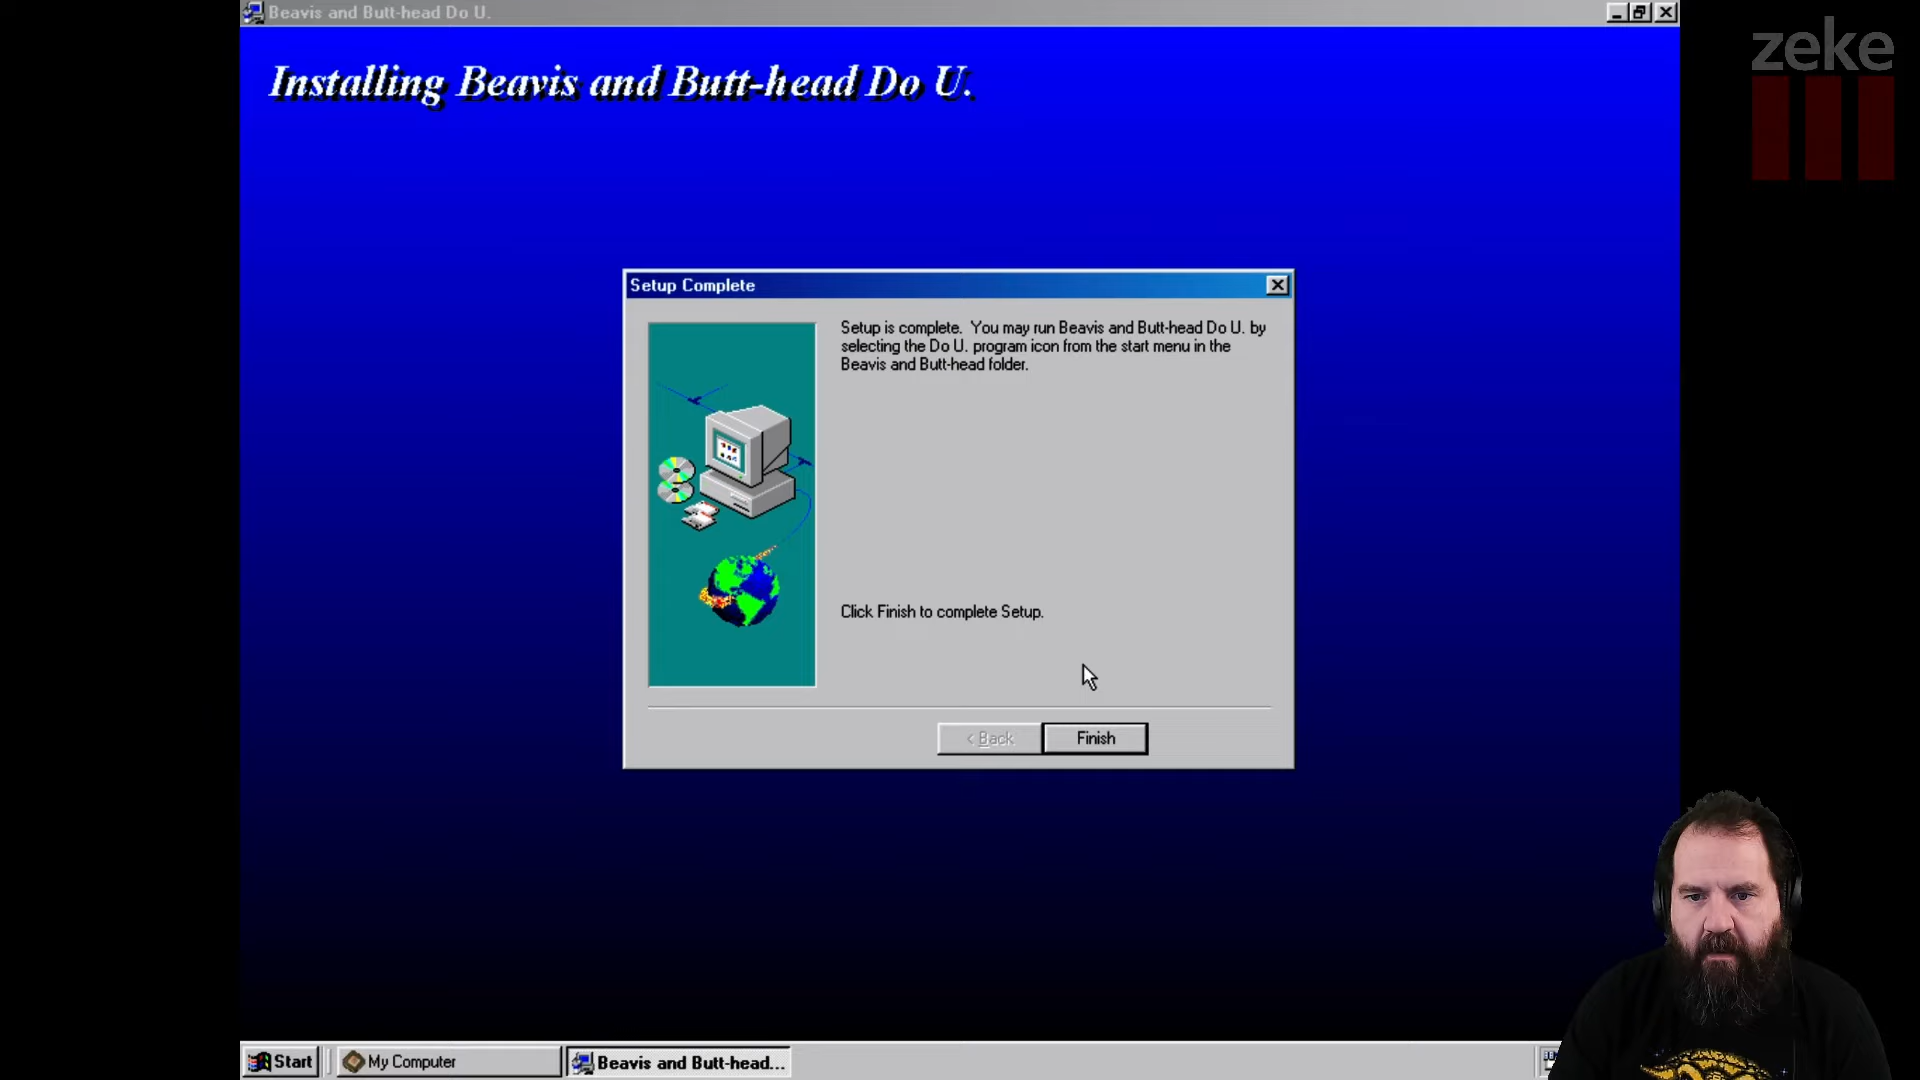 Beavis and Butt-head Do U.
zeke
III
Installing Beavis and Butt-head Do U.
Setup Complete
Setup is complete. You may run Beavis and Butt-head Do U. by
selecting the Do U. program icon from the start menu in the
Beavis and Butt-head folder.
Click Finish to complete Setup.
< Back
Finish
Start
My Computer
Beavis and Butt-head...